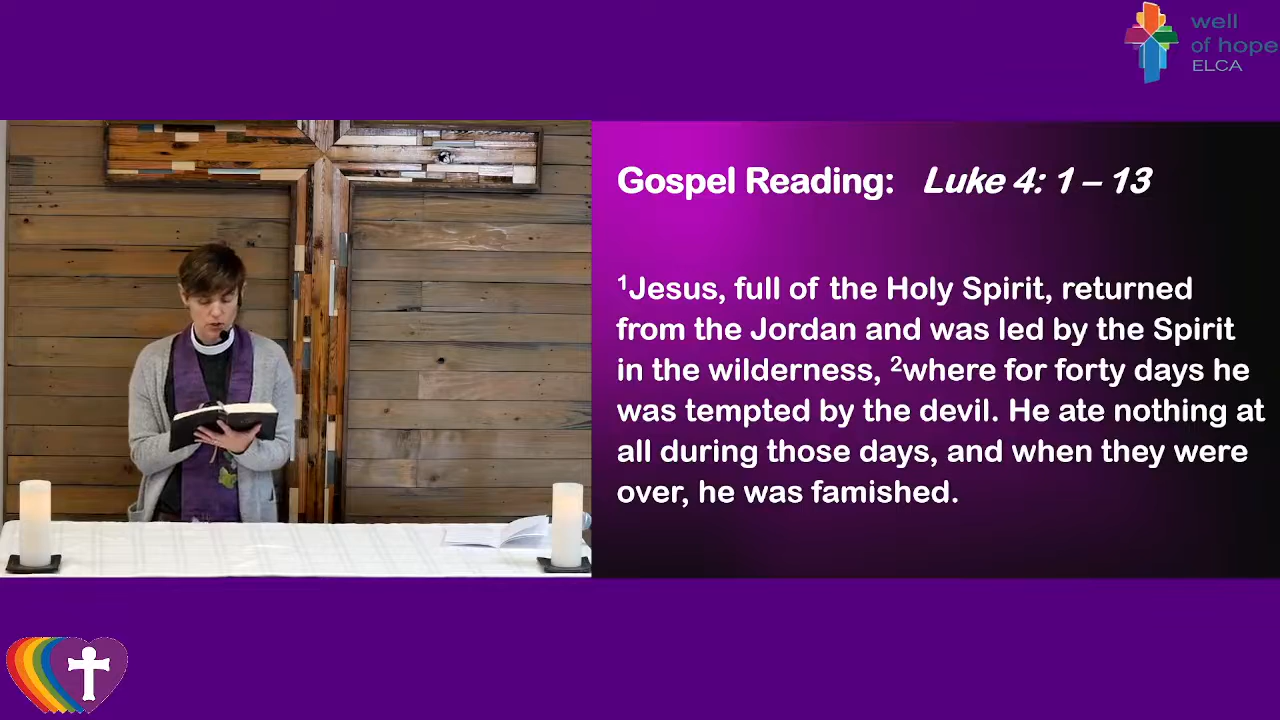 well
of hope
ELCA
Gospel Reading: Luke 4: 1 – 13
¹Jesus, full of the Holy Spirit, returned
from the Jordan and was led by the Spirit
in the wilderness, ²where for forty days he
was tempted by the devil. He ate nothing at
all during those days, and when they were
over, he was famished.